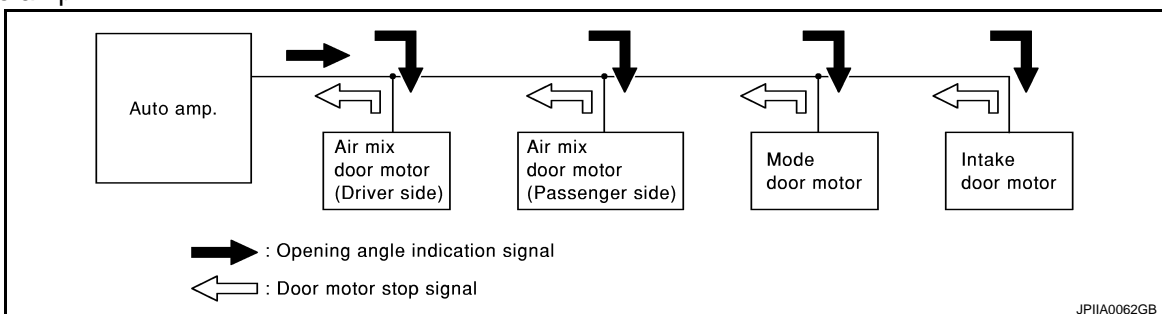 Auto amp.
Air mix
door motor
(Driver side)
Air mix
door motor
(Passenger side)
Mode
door motor
Intake
door motor
: Opening angle indication signal
: Door motor stop signal
JPIIA0062GB